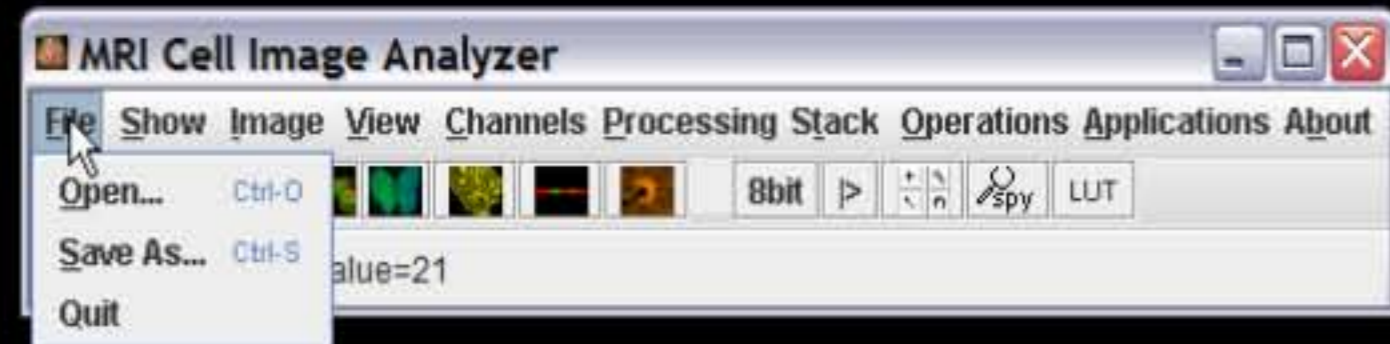 MRI Cell Image Analyzer
File Show Image View Channels Processing Stack Operations Applications About
Open... Ctrl-O
8bit |> spy LUT
Save As... Ctrl-S
alue=21
Quit